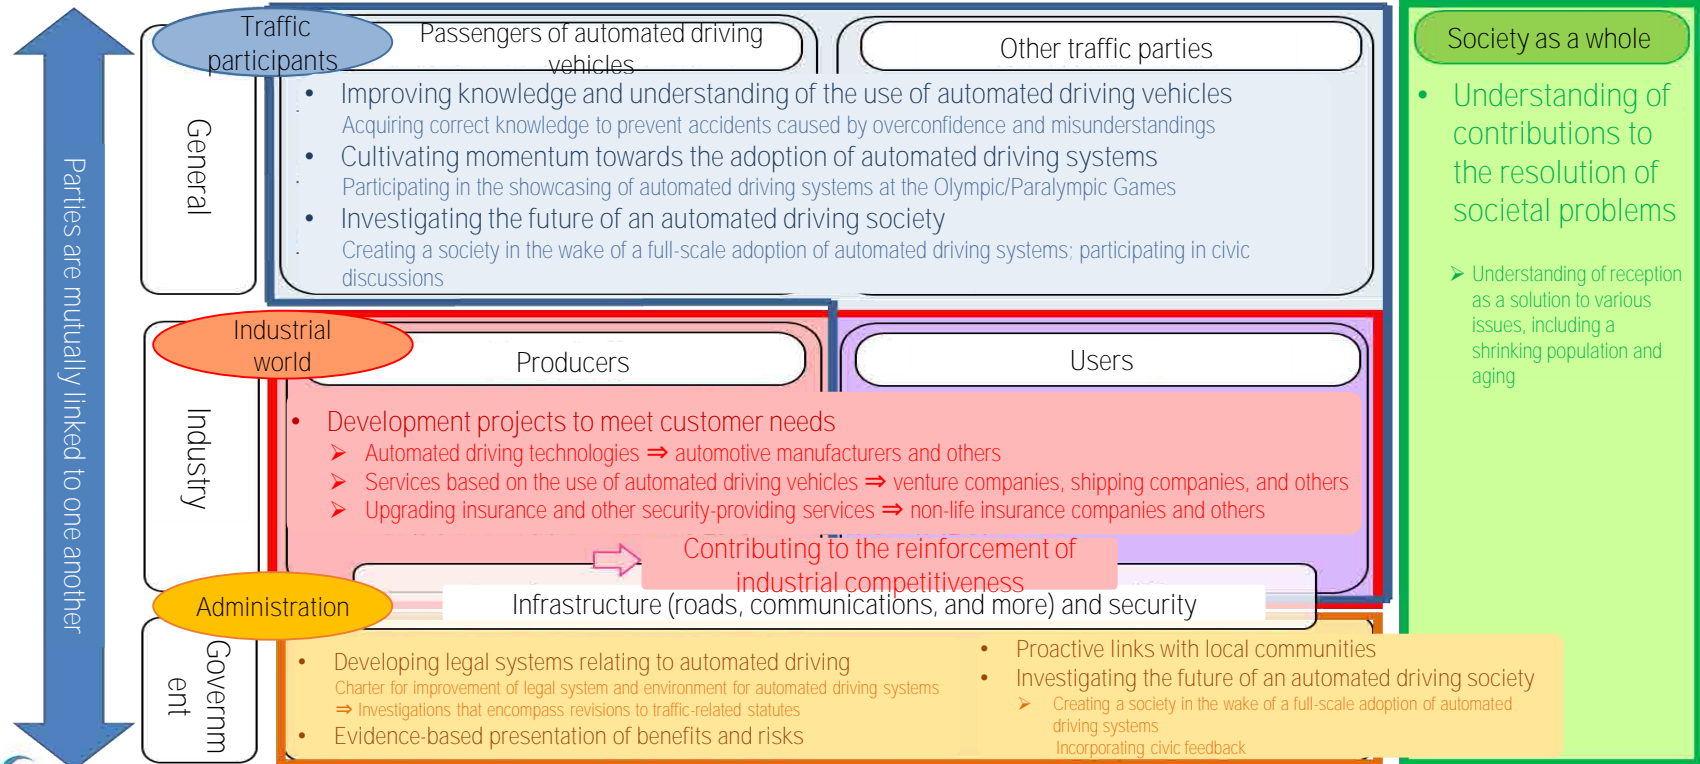 Parties are mutually linked to one another
General
Traffic
participants
Passengers of automated driving
vehicles
Other traffic parties
• Improving knowledge and understanding of the use of automated driving vehicles
Acquiring correct knowledge to prevent accidents caused by overconfidence and misunderstandings
• Cultivating momentum towards the adoption of automated driving systems
Participating in the showcasing of automated driving systems at the Olympic/Paralympic Games
• Investigating the future of an automated driving society
Creating a society in the wake of a full-scale adoption of automated driving systems; participating in civic
discussions
Industry
Industrial
world
Producers
Users
• Development projects to meet customer needs
➢ Automated driving technologies ⇒ automotive manufacturers and others
➢ Services based on the use of automated driving vehicles ⇒ venture companies, shipping companies, and others
➢ Upgrading insurance and other security-providing services ⇒ non-life insurance companies and others
Contributing to the reinforcement of
industrial competitiveness
Infrastructure (roads, communications, and more) and security
Administration
Governm
ent
• Developing legal systems relating to automated driving
Charter for improvement of legal system and environment for automated driving systems
⇒ Investigations that encompass revisions to traffic-related statutes
• Evidence-based presentation of benefits and risks
• Proactive links with local communities
• Investigating the future of an automated driving society
➢ Creating a society in the wake of a full-scale adoption of automated
driving systems
Incorporating civic feedback
Society as a whole
• Understanding of
contributions to
the resolution of
societal problems
➢ Understanding of reception
as a solution to various
issues, including a
shrinking population and
aging